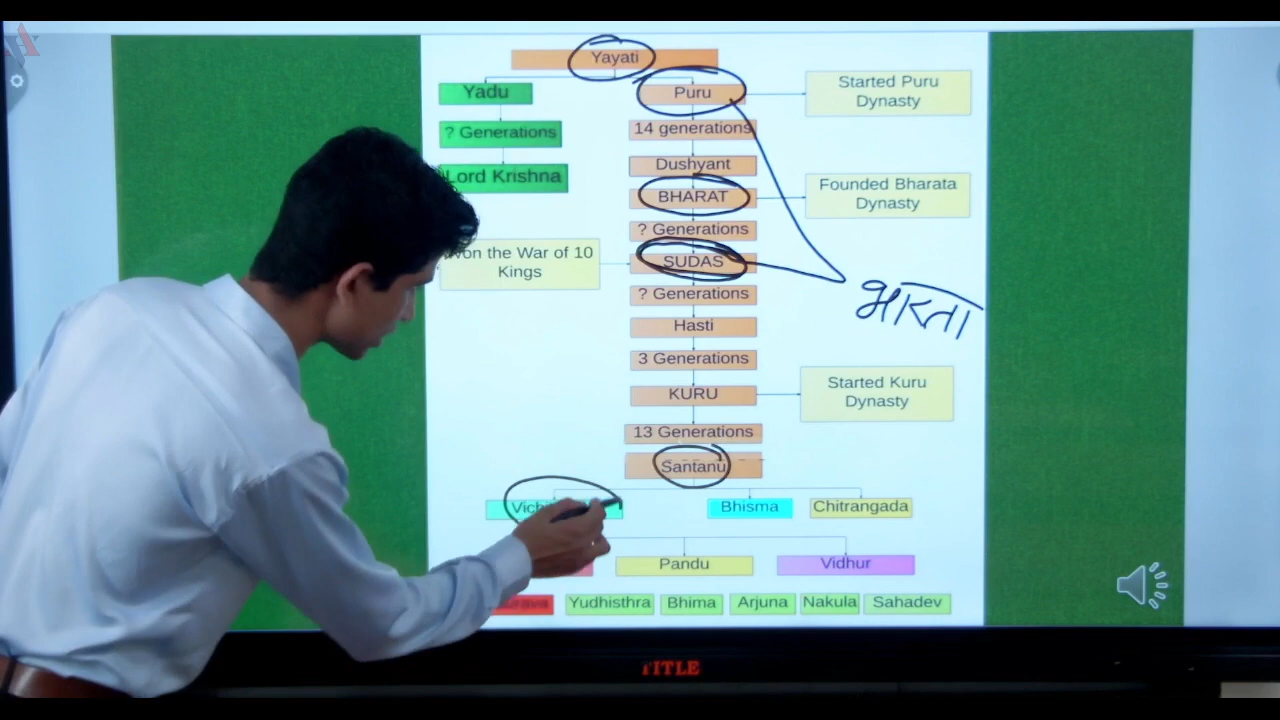 Yayati
Yadu
Puru
Started Puru
Dynasty
? Generations
14 generations
Lord Krishna
Dushyant
BHARAT
Founded Bharata
Dynasty
? Generations
won the War of 10
Kings
SUDAS
? Generations
Hasti
3 Generations
KURU
Started Kuru
Dynasty
13 Generations
Santanu
Bhisma
Chitrangada
Pandu
Vidhur
Yudhisthra
Bhima
Arjuna
Nakula
Sahadev
TITLE